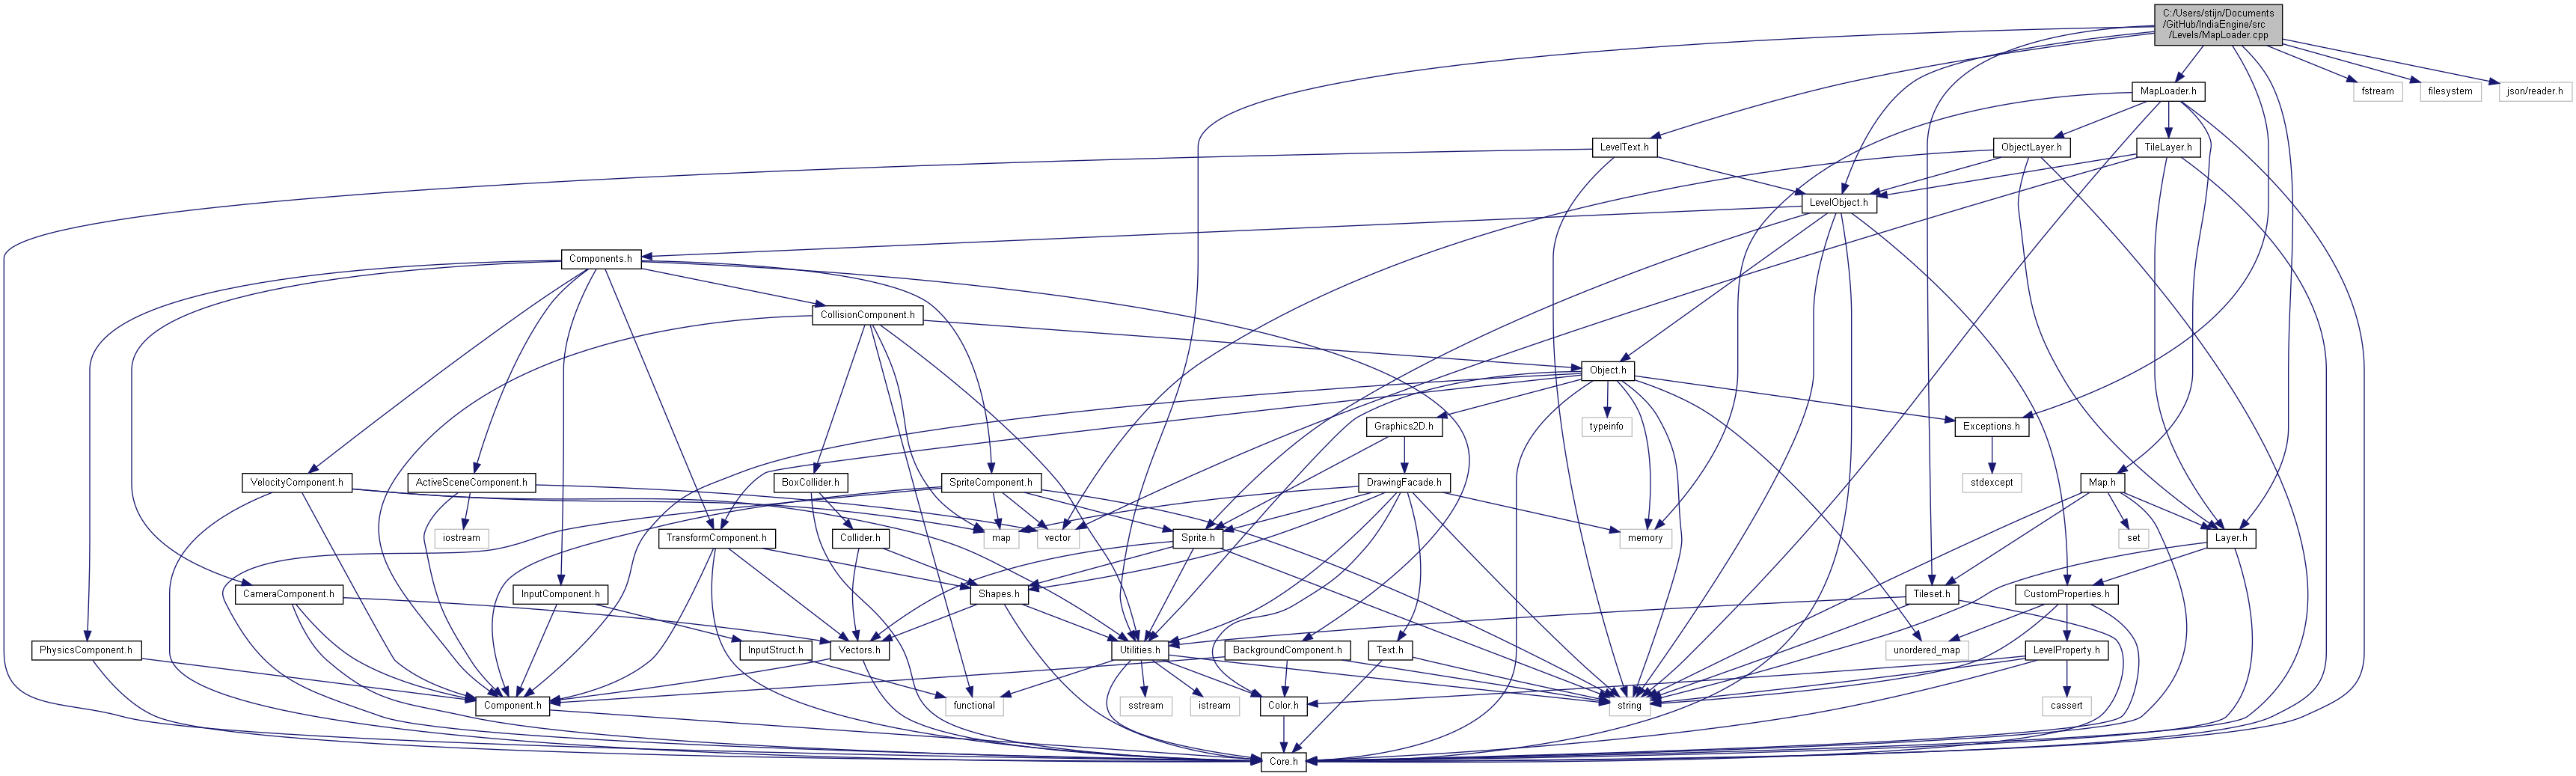 C:/Users/stijn/Documents
/GitHub/IndiaEngine/src
/Levels/MapLoader.cpp
MapLoader.h
fstream
filesystem
json/reader.h
LevelText.h
ObjectLayer.h
TileLayer.h
LevelObject.h
Components.h
CollisionComponent.h
Object.h
Graphics2D.h
typeinfo
Exceptions.h
VelocityComponent.h
ActiveSceneComponent.h
BoxCollider.h
SpriteComponent.h
DrawingFacade.h
stdexcept
Map.h
iostream
TransformComponent.h
Collider.h
map
vector
Sprite.h
memory
set
Layer.h
CameraComponent.h
InputComponent.h
Shapes.h
Tileset.h
CustomProperties.h
PhysicsComponent.h
InputStruct.h
Vectors.h
Utilities.h
BackgroundComponent.h
Text.h
unordered_map
LevelProperty.h
Component.h
functional
sstream
istream
Color.h
string
cassert
Core.h